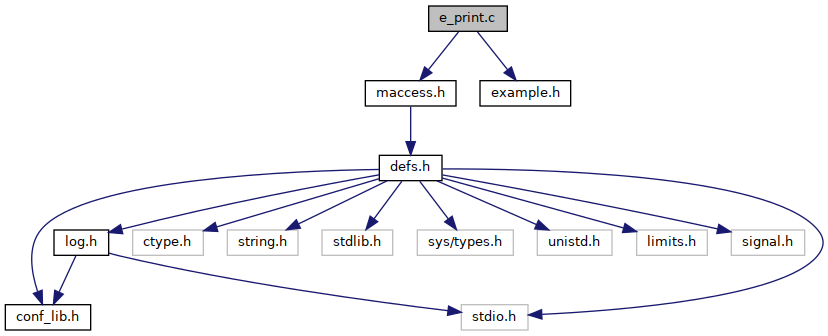 e_print.c
maccess.h
example.h
defs.h
log.h
ctype.h
string.h
stdlib.h
sys/types.h
unistd.h
limits.h
signal.h
conf_lib.h
stdio.h